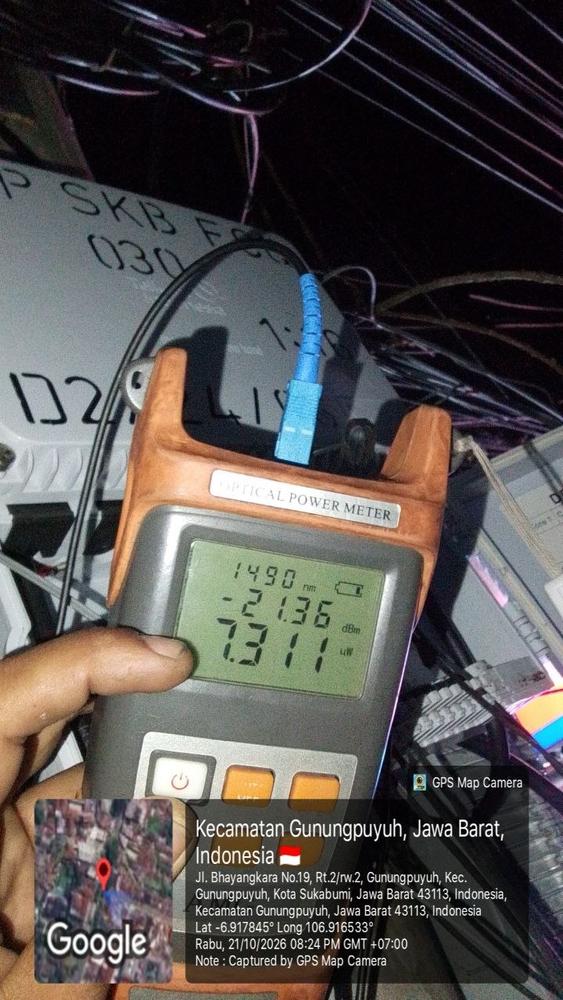 P SKB F
030
1:16
D2
OPTICAL POWER METER
1490 nm
-21.36 dBm
7.311 uW
GPS Map Camera
Kecamatan Gunungpuyuh, Jawa Barat,
Indonesia 🇮🇩
Jl. Bhayangkara No.19, Rt.2/rw.2, Gunungpuyuh, Kec.
Gunungpuyuh, Kota Sukabumi, Jawa Barat 43113, Indonesia,
Kecamatan Gunungpuyuh, Jawa Barat 43113, Indonesia
Lat -6.917845° Long 106.916533°
Rabu, 21/10/2026 08:24 PM GMT +07:00
Note : Captured by GPS Map Camera
Google